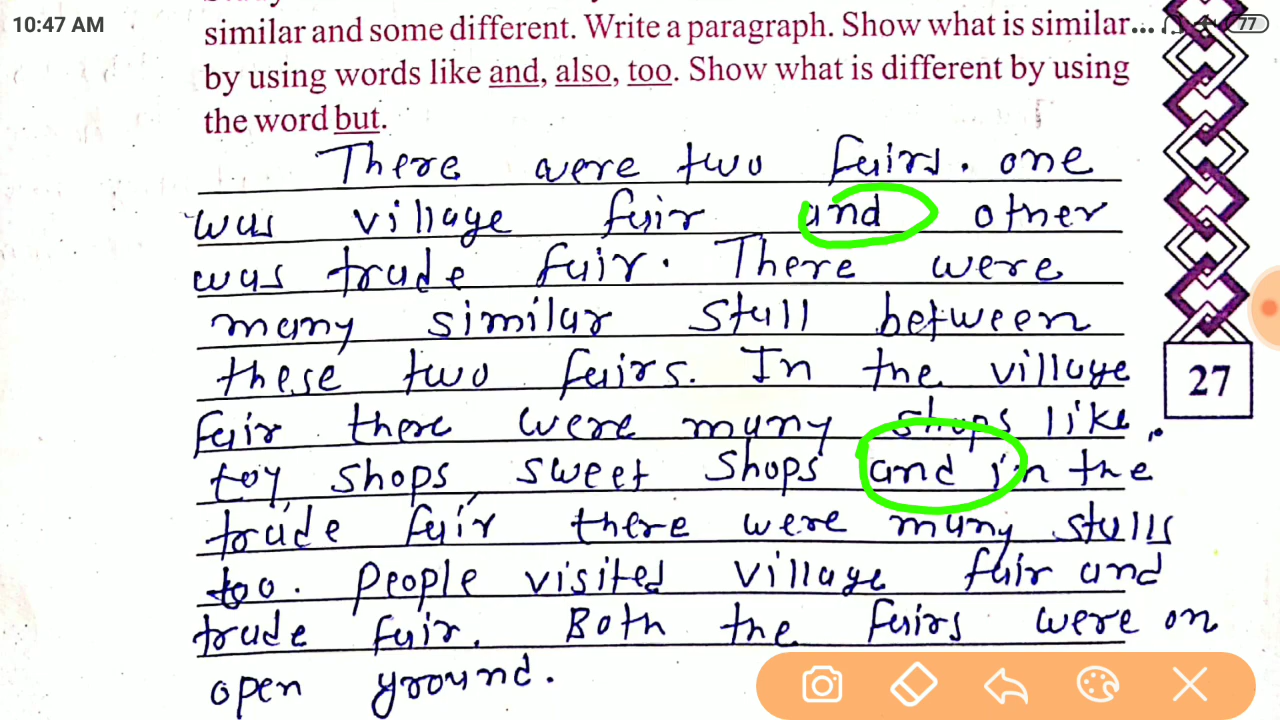 10:47 AM
77
similar and some different. Write a paragraph. Show what is similar...
by using words like and, also, too. Show what is different by using
the word but.
There were two fairs. one
was village fair and other
was trade fair. There were
many similar stall between
these two fairs. In the village
fair there were many shops like
toy shops sweet shops and in the
trade fair there were many stalls
too. People visited village fair and
trade fair. Both the fairs were on
open ground.
27